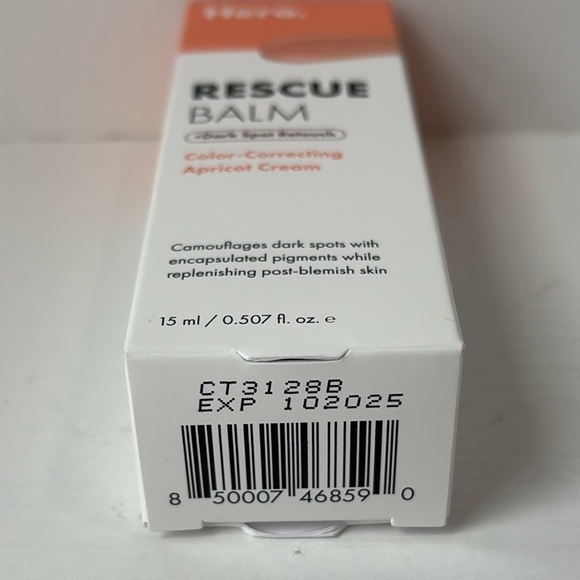 Hero.
RESCUE
BALM
+Dark Spot Retouch
Color-Correcting
Apricot Cream
Camouflages dark spots with
encapsulated pigments while
replenishing post-blemish skin
15 ml / 0.507 fl. oz. ℮
CT3128B
EXP 102025
8 50007 46859 0